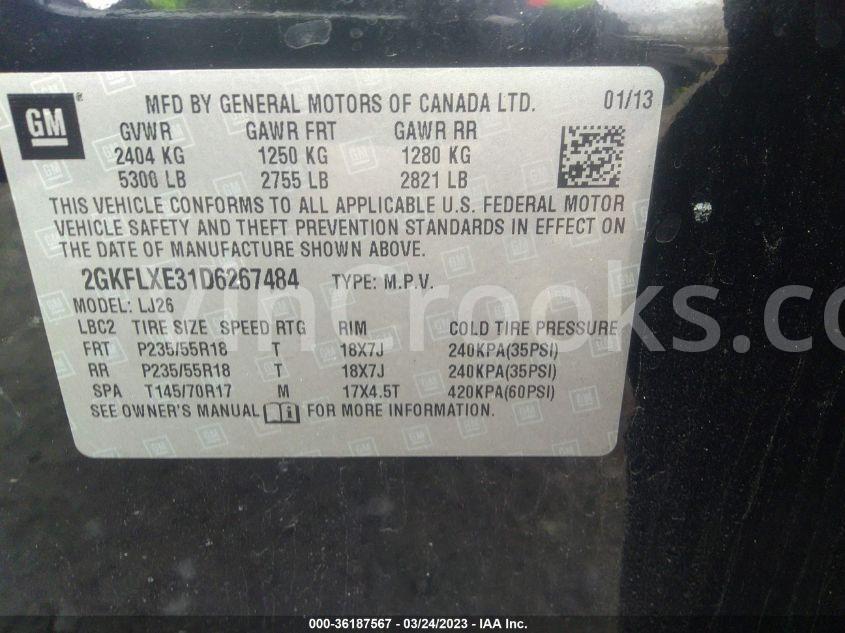 GM
MFD BY GENERAL MOTORS OF CANADA LTD. 01/13
GVWR GAWR FRT GAWR RR
2404 KG 1250 KG 1280 KG
5300 LB 2755 LB 2821 LB
THIS VEHICLE CONFORMS TO ALL APPLICABLE U.S. FEDERAL MOTOR
VEHICLE SAFETY AND THEFT PREVENTION STANDARDS IN EFFECT ON
THE DATE OF MANUFACTURE SHOWN ABOVE.
2GKFLXE31D6267484 TYPE: M.P.V.
MODEL: LJ26
LBC2 TIRE SIZE SPEED RTG RIM COLD TIRE PRESSURE
FRT P235/55R18 T 18X7J 240KPA(35PSI)
RR P235/55R18 T 18X7J 240KPA(35PSI)
SPA T145/70R17 M 17X4.5T 420KPA(60PSI)
SEE OWNER'S MANUAL FOR MORE INFORMATION.
000-36187567 — 03/24/2023 — IAA Inc.